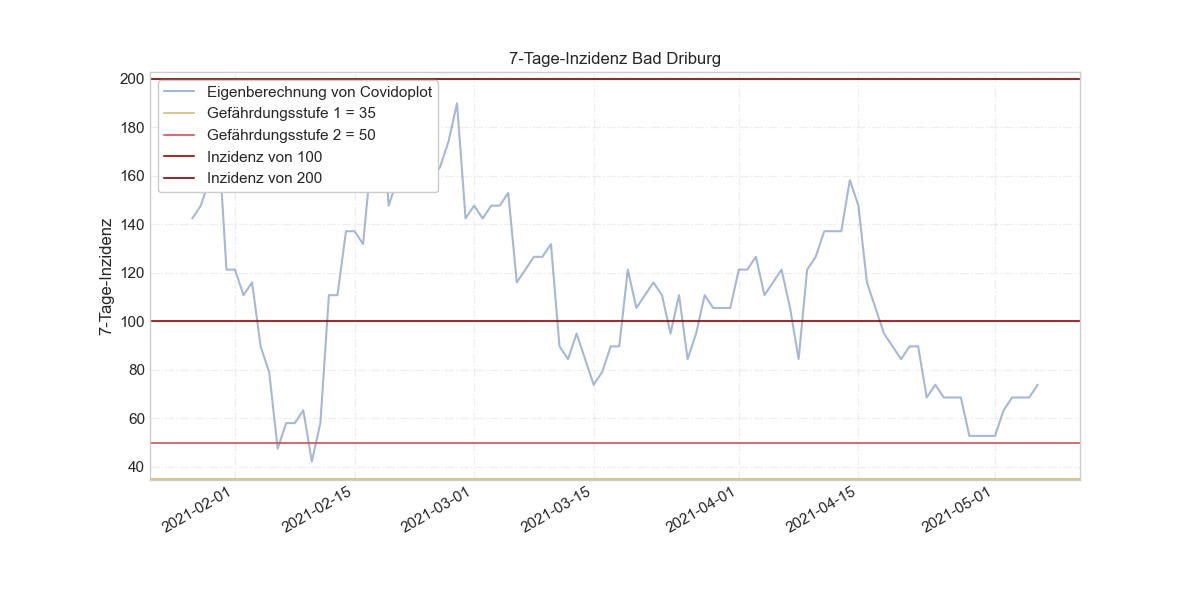 7-Tage-Inzidenz Bad Driburg
Eigenberechnung von Covidoplot
Gefährdungsstufe 1 = 35
Gefährdungsstufe 2 = 50
Inzidenz von 100
Inzidenz von 200
7-Tage-Inzidenz
200
180
160
140
120
100
80
60
40
2021-02-01
2021-02-15
2021-03-01
2021-03-15
2021-04-01
2021-04-15
2021-05-01